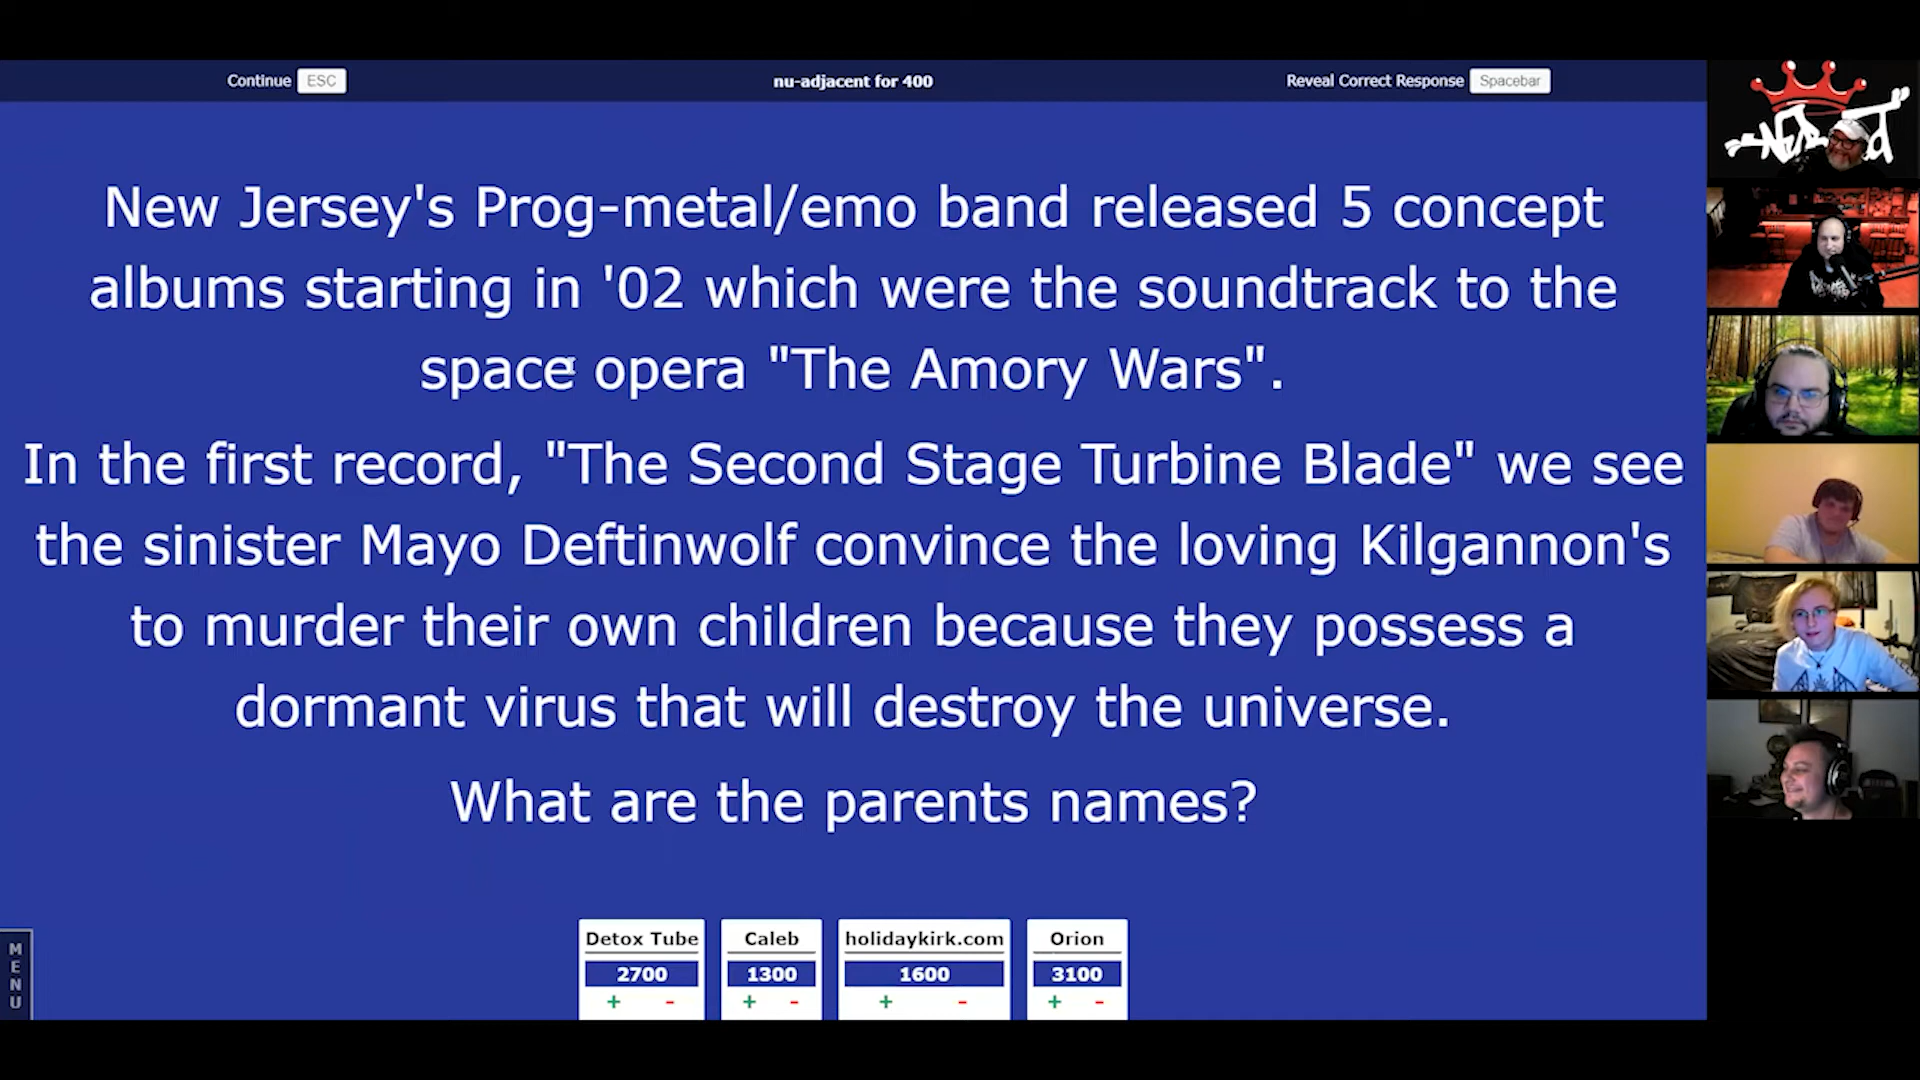 Continue ESC
nu-adjacent for 400
Reveal Correct Response Spacebar
New Jersey's Prog-metal/emo band released 5 concept
albums starting in '02 which were the soundtrack to the
space opera "The Amory Wars".
In the first record, "The Second Stage Turbine Blade" we see
the sinister Mayo Deftinwolf convince the loving Kilgannon's
to murder their own children because they possess a
dormant virus that will destroy the universe.
What are the parents names?
MENU
Detox Tube
2700
+ -
Caleb
1300
+ -
holidaykirk.com
1600
+ -
Orion
3100
+ -